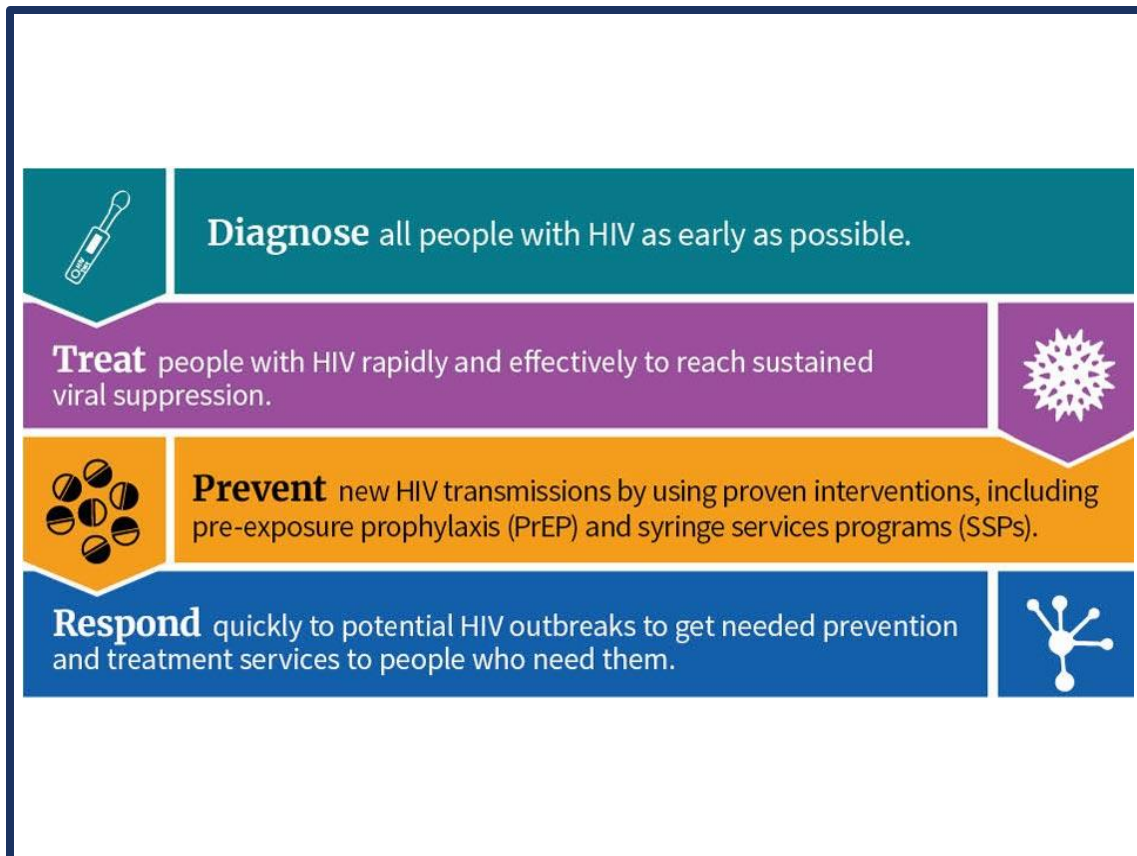 Diagnose all people with HIV as early as possible.
Treat people with HIV rapidly and effectively to reach sustained
viral suppression.
Prevent new HIV transmissions by using proven interventions, including
pre-exposure prophylaxis (PrEP) and syringe services programs (SSPs).
Respond quickly to potential HIV outbreaks to get needed prevention
and treatment services to people who need them.